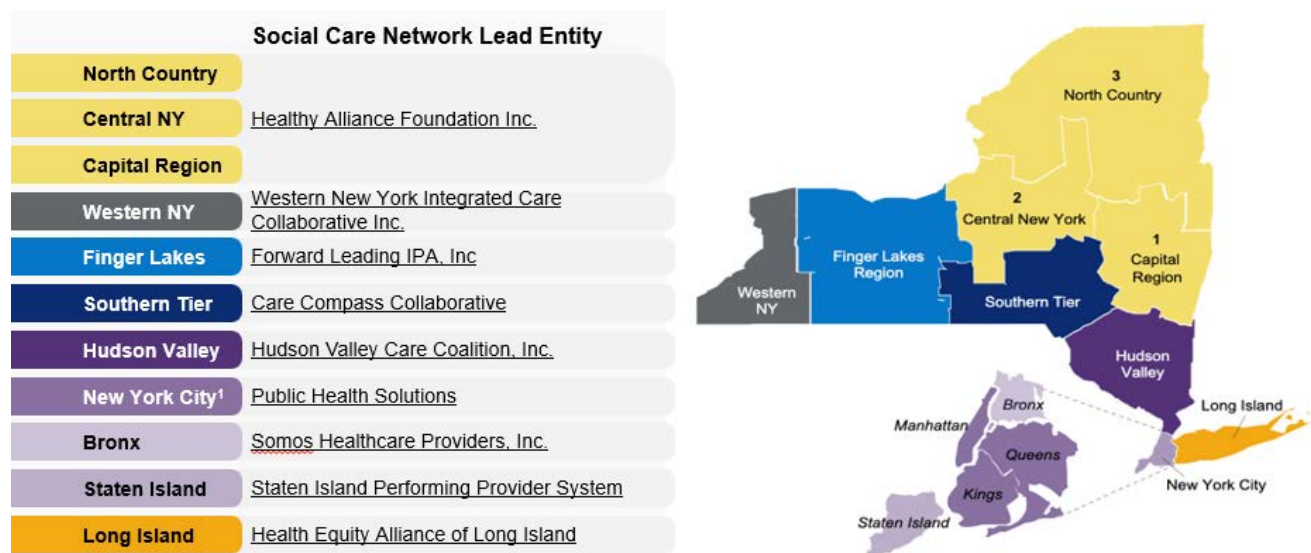 Social Care Network Lead Entity
North Country
Central NY
Capital Region
Healthy Alliance Foundation Inc.
Western NY
Western New York Integrated Care
Collaborative Inc.
Finger Lakes
Forward Leading IPA, Inc
Southern Tier
Care Compass Collaborative
Hudson Valley
Hudson Valley Care Coalition, Inc.
New York City¹
Public Health Solutions
Bronx
Somos Healthcare Providers, Inc.
Staten Island
Staten Island Performing Provider System
Long Island
Health Equity Alliance of Long Island
3
North Country
2
Central New York
1
Capital
Region
Finger Lakes
Region
Western
NY
Southern Tier
Hudson
Valley
Long Island
New York City
Bronx
Manhattan
Queens
Kings
Staten Island